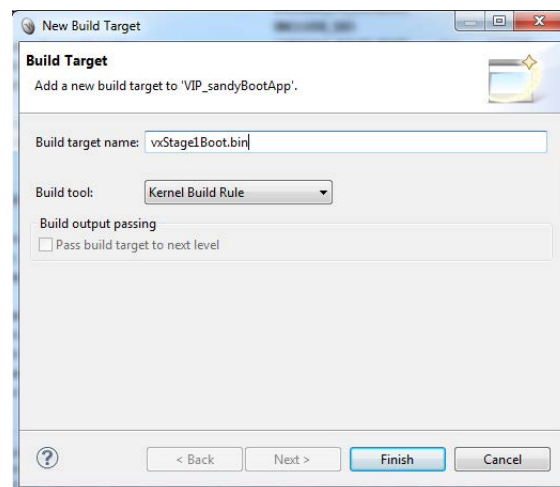 New Build Target
Build Target
Add a new build target to 'VIP_sandyBootApp'.
Build target name: vxStage1Boot.bin
Build tool: Kernel Build Rule
Build output passing
Pass build target to next level
? < Back Next > Finish Cancel